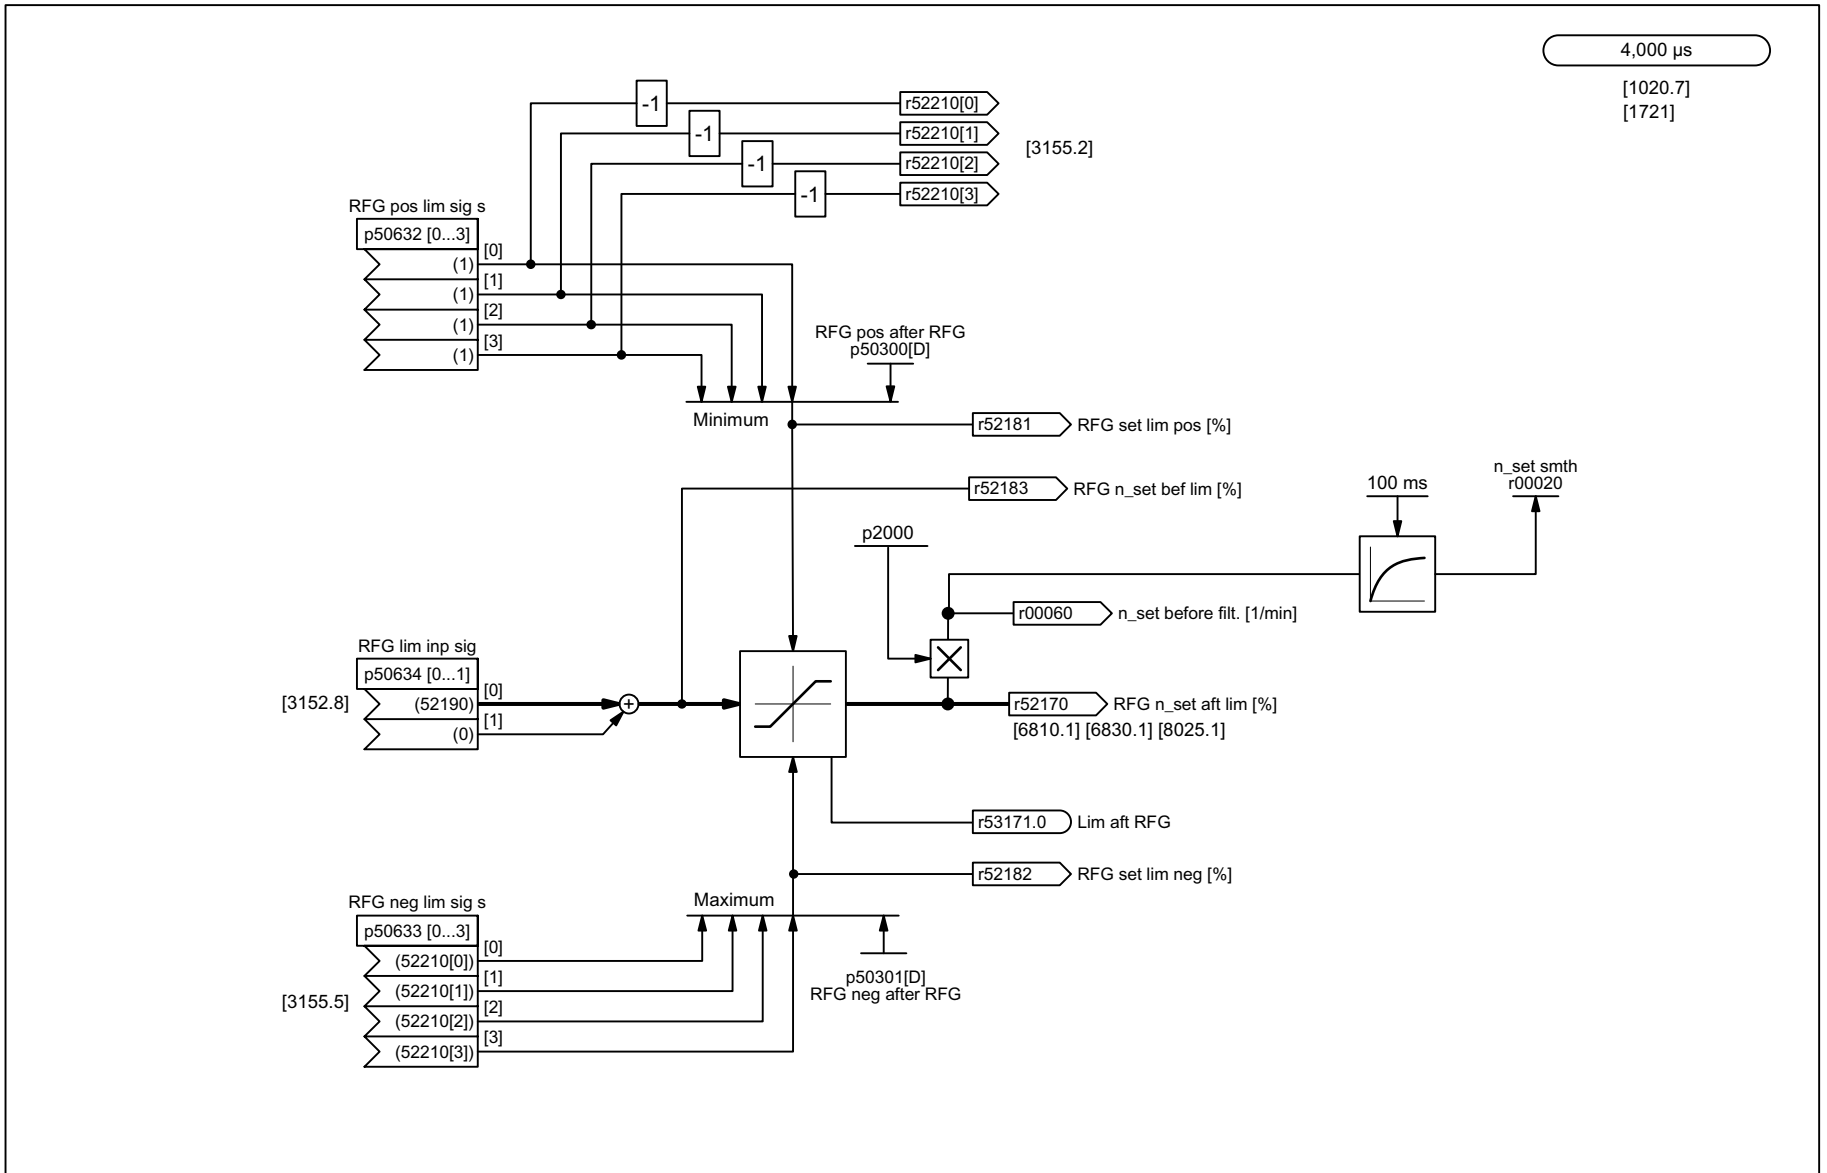 4,000 µs
[1020.7]
[1721]
-1
r52210[0]
-1
r52210[1]
[3155.2]
-1
r52210[2]
-1
r52210[3]
RFG pos lim sig s
p50632 [0...3]
[0]
(1)
[1]
(1)
[2]
(1)
[3]
(1)
RFG pos after RFG
p50300[D]
Minimum
r52181
RFG set lim pos [%]
r52183
RFG n_set bef lim [%]
100 ms
n_set smth
r00020
p2000
r00060
n_set before filt. [1/min]
RFG lim inp sig
p50634 [0...1]
[3152.8]
[0]
(52190)
[1]
(0)
+
r52170
RFG n_set aft lim [%]
[6810.1] [6830.1] [8025.1]
r53171.0
Lim aft RFG
r52182
RFG set lim neg [%]
Maximum
RFG neg lim sig s
p50633 [0...3]
[0]
(52210[0])
[1]
(52210[1])
[3155.5]
[2]
(52210[2])
[3]
(52210[3])
p50301[D]
RFG neg after RFG